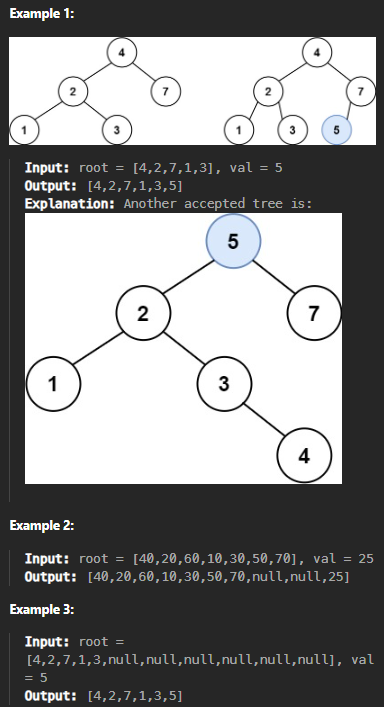 Example 1:
4 4
2 7 2 7
1 3 1 3 5
Input: root = [4,2,7,1,3], val = 5
Output: [4,2,7,1,3,5]
Explanation: Another accepted tree is:
5
2 7
1 3
4
Example 2:
Input: root = [40,20,60,10,30,50,70], val = 25
Output: [40,20,60,10,30,50,70,null,null,25]
Example 3:
Input: root =
[4,2,7,1,3,null,null,null,null,null,null], val
= 5
Output: [4,2,7,1,3,5]